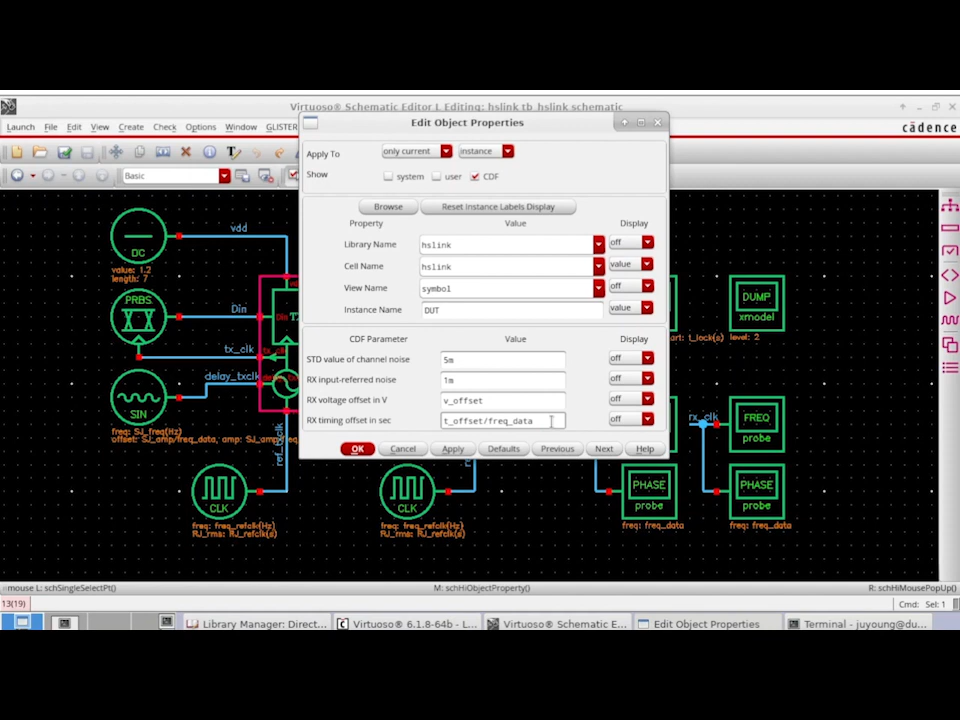 Virtuoso® Schematic Editor L Editing: hslink tb_hslink schematic
Edit Object Properties
Launch File Edit View Create Check Options Window GLISTER
cādence
Apply To only current instance
Show system user CDF
Basic
Browse Reset Instance Labels Display
Property Value Display
Library Name hslink off
Cell Name hslink value
View Name symbol off
Instance Name DUT value
CDF Parameter Value Display
STD value of channel noise 5m off
RX input-referred noise 1m off
RX voltage offset in V v_offset off
RX timing offset in sec t_offset/freq_data off
OK Cancel Apply Defaults Previous Next Help
DC
value: 1.2
length: 7
vdd
PRBS
Din
Din
tx_clk
delay_txclk
SIN
freq: SJ_freq(Hz)
ref_txclk
CLK
freq: freq_refclk(Hz)
RJ_rms: RJ_refclk(s)
CLK
freq: freq_refclk(Hz)
RJ_rms: RJ_refclk(s)
DUMP
xmodel
art: t_lock(s) level: 2
rx_clk
FREQ
probe
PHASE
probe
freq: freq_data
PHASE
probe
freq: freq_data
mouse L: schSingleSelectPt() M: schHiObjectProperty() R: schHiMousePopUp()
13(19) Cmd: Sel: 1
Library Manager: Direct... Virtuoso® 6.1.8-64b - L... Virtuoso® Schematic E... Edit Object Properties Terminal - juyoung@du...